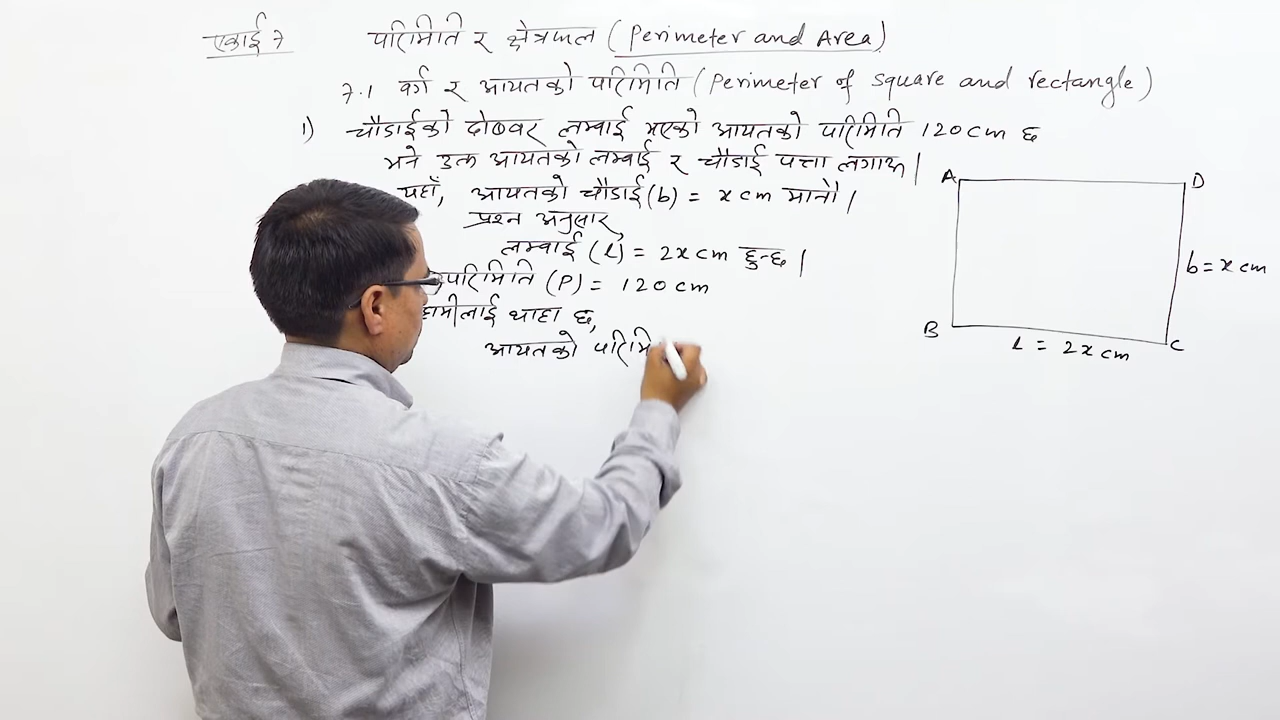 एकाई 7 परिमिति र क्षेत्रफल (Perimeter and Area)
7.1 वर्ग र आयतको परिमिति (Perimeter of square and rectangle)
1) चौडाईको दोब्बर लम्बाई भएको आयतको परिमिति 120cm छ
भने उक्त आयतको लम्बाई र चौडाई पत्ता लगाऊ।
यहाँ, आयतको चौडाई(b) = x cm मानौं।
प्रश्न अनुसार,
लम्बाई (l) = 2x cm हुन्छ।
परिमिति (P) = 120 cm
हामीलाई थाहा छ,
आयतको
A D
b = x cm
B C
l = 2x cm